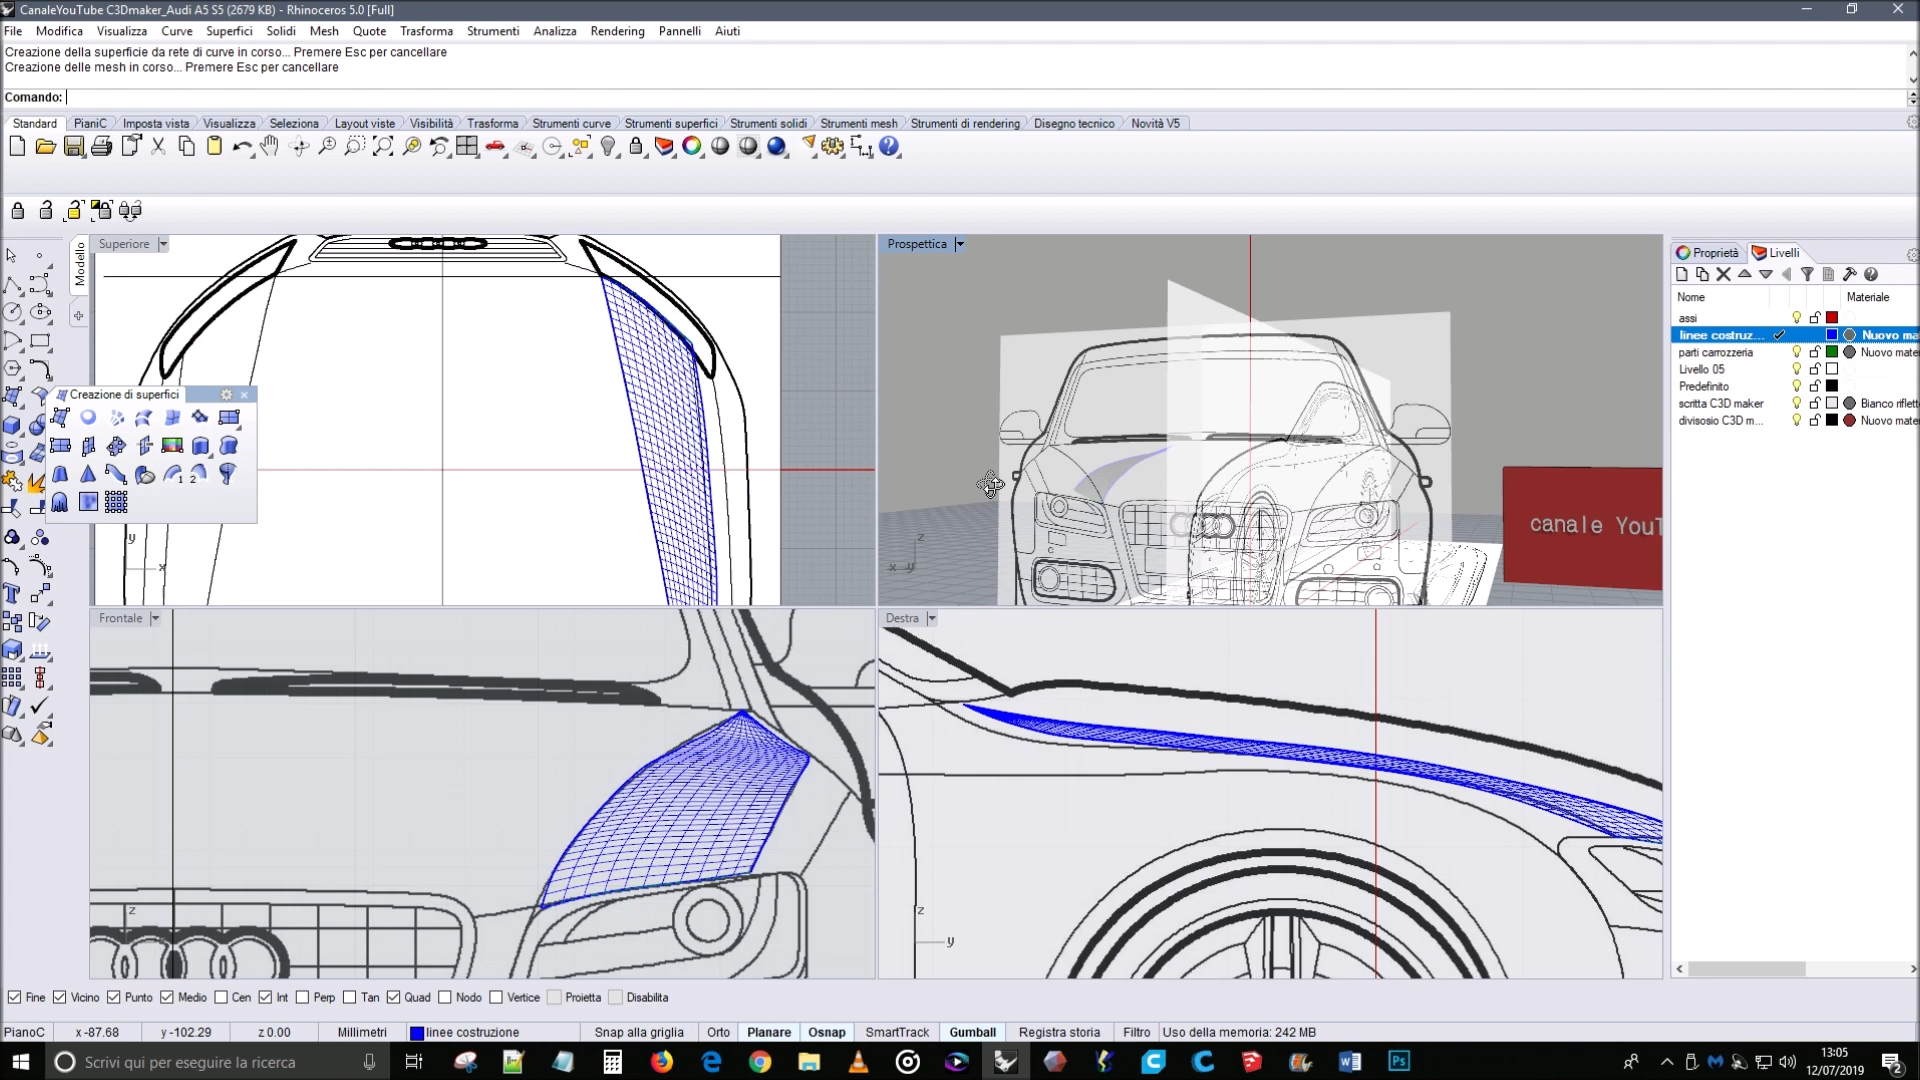 CanaleYouTube C3Dmaker_Audi A5 S5 (2679 KB) - Rhinoceros 5.0 [Full]
File Modifica Visualizza Curve Superfici Solidi Mesh Quote Trasforma Strumenti Analizza Rendering Pannelli Aiuti
Creazione della superficie da rete di curve in corso... Premere Esc per cancellare
Creazione delle mesh in corso... Premere Esc per cancellare
Comando:
Standard PianiC Imposta vista Visualizza Seleziona Layout viste Visibilità Trasforma Strumenti curve Strumenti superfici Strumenti solidi Strumenti mesh Strumenti di rendering Disegno tecnico Novità V5
Modello
Superiore
Prospettica
Proprietà Livelli
Nome Materiale
assi
linee costruz... Nuovo ma
parti carrozzeria Nuovo mate
Livello 05
Predefinito
scritta C3D maker Bianco riflett
divisosio C3D m... Nuovo mate
Creazione di superfici
1 2
y
x
z
x y
canale YouT
Frontale
Destra
z
z
y
Fine Vicino Punto Medio Cen Int Perp Tan Quad Nodo Vertice Proietta Disabilita
PianoC x -87.68 y -102.29 z 0.00 Millimetri linee costruzione Snap alla griglia Orto Planare Osnap SmartTrack Gumball Registra storia Filtro Uso della memoria: 242 MB
Scrivi qui per eseguire la ricerca
Ps
13:05
12/07/2019
2